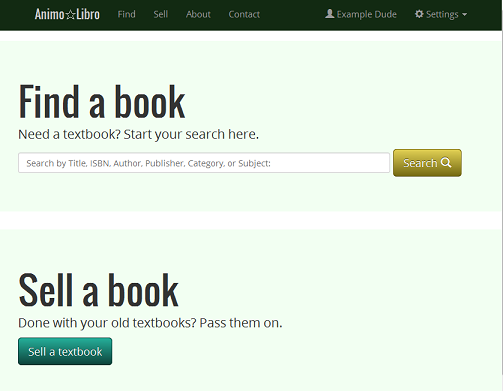 Animo☆Libro Find Sell About Contact Example Dude Settings
Find a book
Need a textbook? Start your search here.
Search by Title, ISBN, Author, Publisher, Category, or Subject: Search
Sell a book
Done with your old textbooks? Pass them on.
Sell a textbook